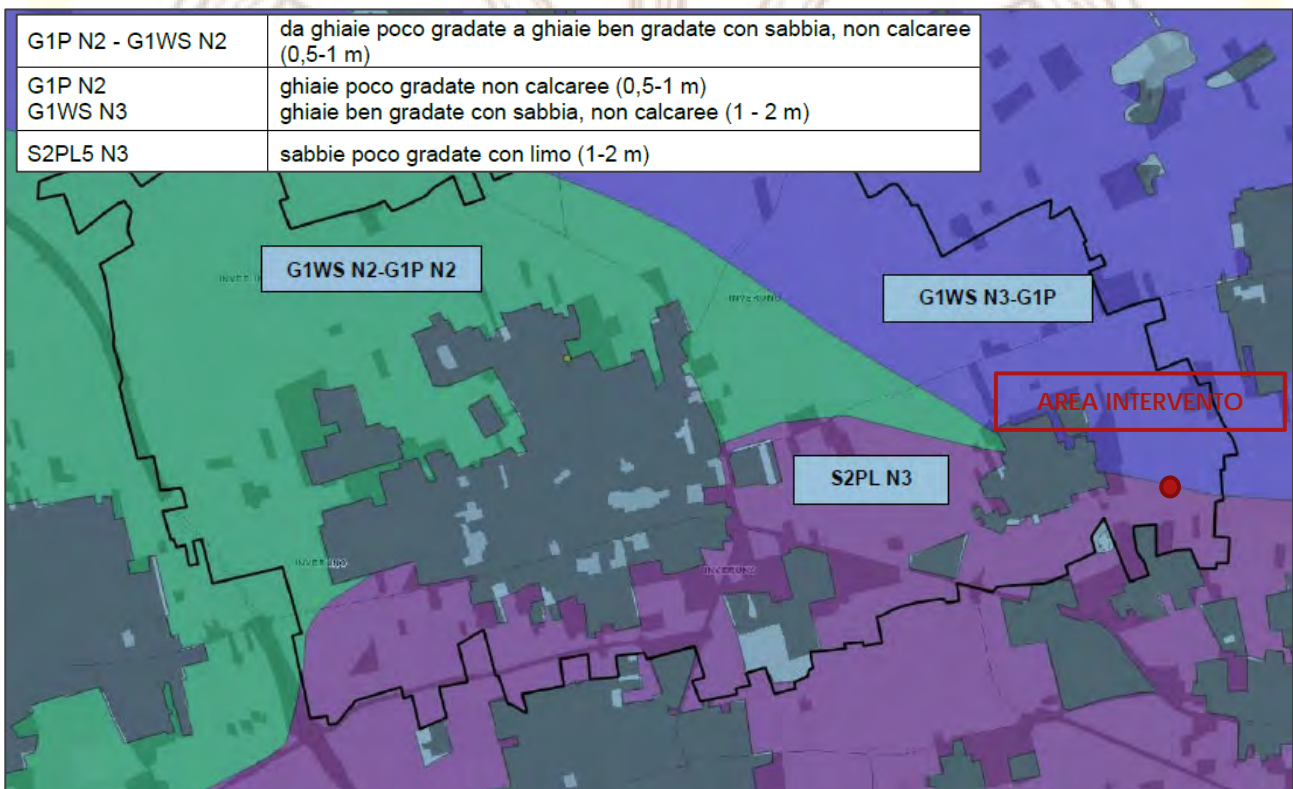 G1P N2 - G1WS N2
da ghiaie poco gradate a ghiaie ben gradate con sabbia, non calcaree
(0,5-1 m)
G1P N2
ghiaie poco gradate non calcaree (0,5-1 m)
G1WS N3
ghiaie ben gradate con sabbia, non calcaree (1 - 2 m)
S2PL5 N3
sabbie poco gradate con limo (1-2 m)
G1WS N2-G1P N2
G1WS N3-G1P
INVERUNO
AREA INTERVENTO
S2PL N3
INVERUNO
INVERUNO